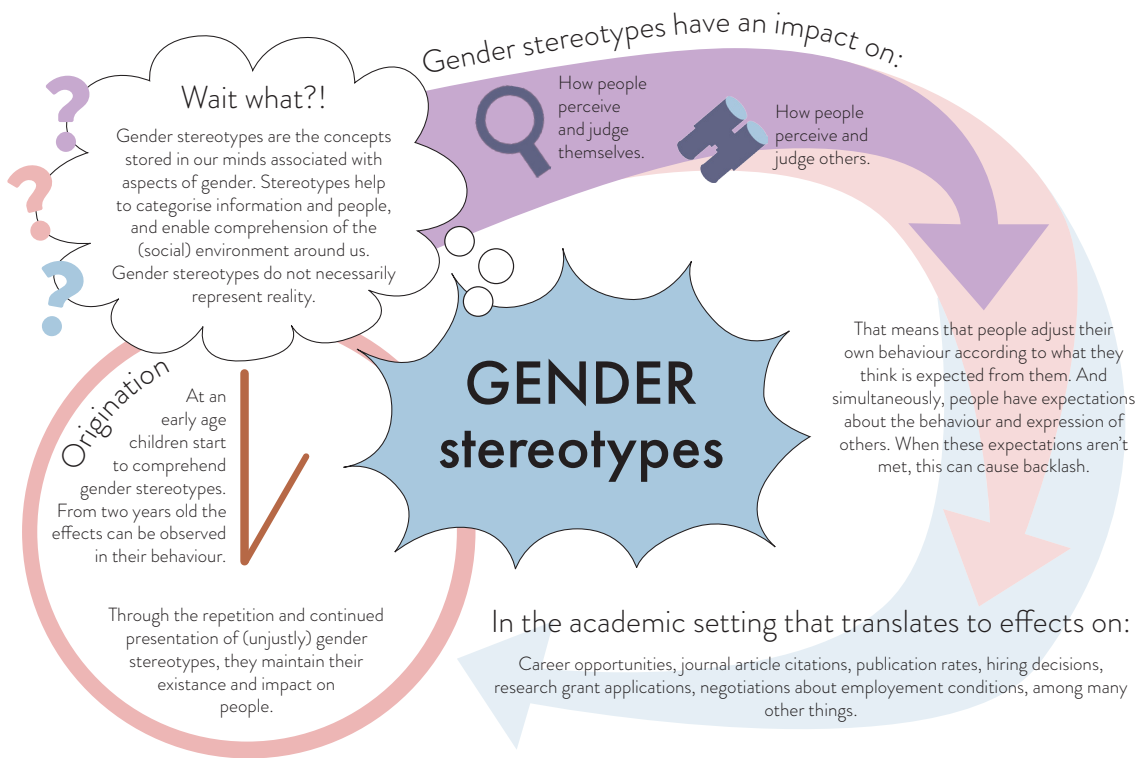 Gender stereotypes have an impact on:
Wait what?!
Gender stereotypes are the concepts
stored in our minds associated with
aspects of gender. Stereotypes help
to categorise information and people,
and enable comprehension of the
(social) environment around us.
Gender stereotypes do not necessarily
represent reality.
How people
perceive
and judge
themselves.
How people
perceive and
judge others.
That means that people adjust their
own behaviour according to what they
think is expected from them. And
simultaneously, people have expectations
about the behaviour and expression of
others. When these expectations aren't
met, this can cause backlash.
GENDER
stereotypes
Origination
At an
early age
children start
to comprehend
gender stereotypes.
From two years old the
effects can be observed
in their behaviour.
Through the repetition and continued
presentation of (unjustly) gender
stereotypes, they maintain their
existance and impact on
people.
In the academic setting that translates to effects on:
Career opportunities, journal article citations, publication rates, hiring decisions,
research grant applications, negotiations about employement conditions, among many
other things.
? 
?
?